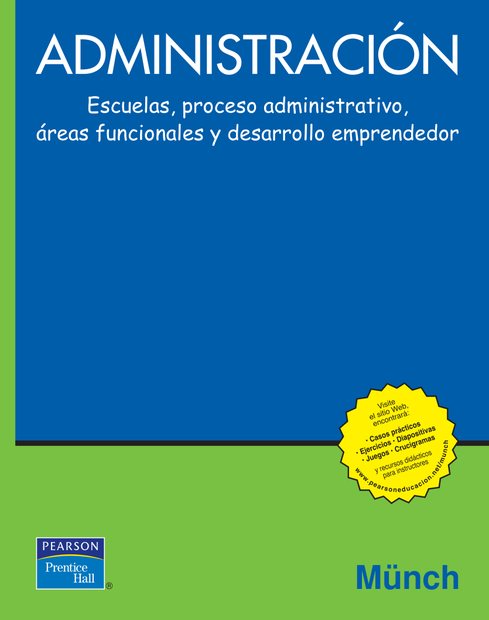 ADMINISTRACIÓN
Escuelas, proceso administrativo,
áreas funcionales y desarrollo emprendedor
Visite
el sitio Web,
encontrará:
· Casos prácticos
· Ejercicios · Diapositivas
· Juegos · Crucigramas
y recursos didácticos
para instructores
www.pearsoneducacion.net/munch
PEARSON
Prentice
Hall
®
Münch